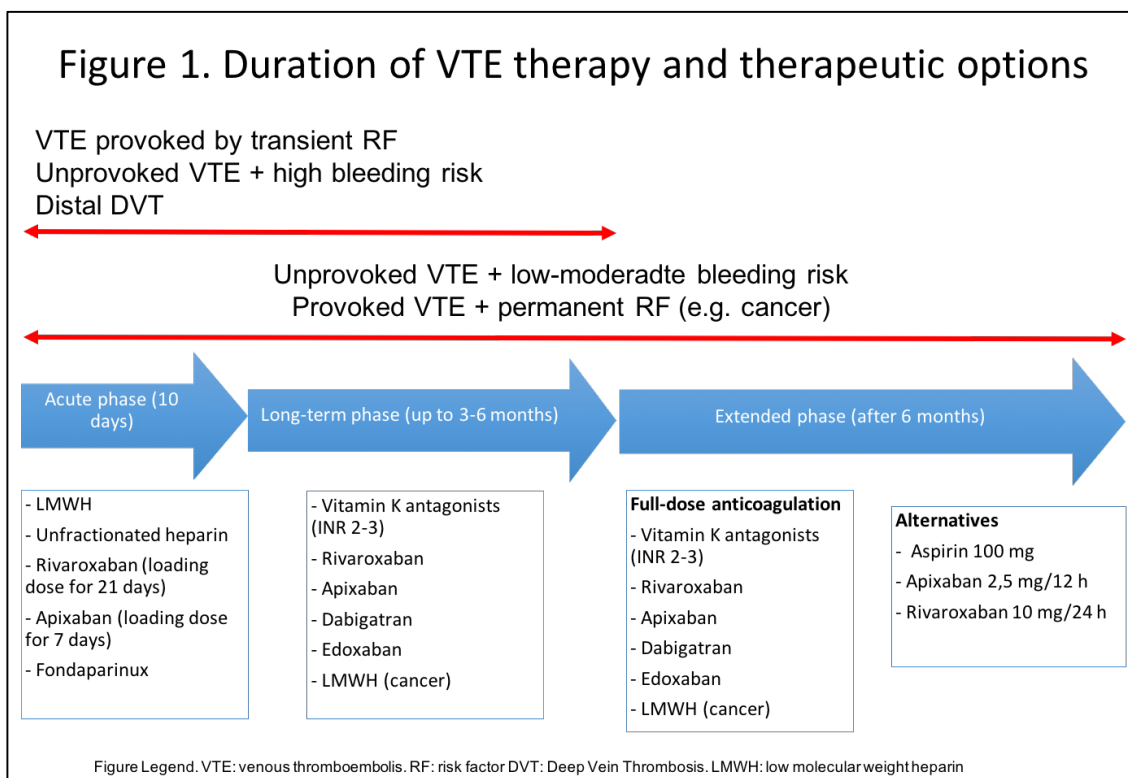 Figure 1. Duration of VTE therapy and therapeutic options
VTE provoked by transient RF
Unprovoked VTE + high bleeding risk
Distal DVT
Unprovoked VTE + low-moderadte bleeding risk
Provoked VTE + permanent RF (e.g. cancer)
Acute phase (10
days)
Long-term phase (up to 3-6 months)
Extended phase (after 6 months)
- LMWH
- Unfractionated heparin
- Rivaroxaban (loading
dose for 21 days)
- Apixaban (loading dose
for 7 days)
- Fondaparinux
- Vitamin K antagonists
(INR 2-3)
- Rivaroxaban
- Apixaban
- Dabigatran
- Edoxaban
- LMWH (cancer)
Full-dose anticoagulation
- Vitamin K antagonists
(INR 2-3)
- Rivaroxaban
- Apixaban
- Dabigatran
- Edoxaban
- LMWH (cancer)
Alternatives
- Aspirin 100 mg
- Apixaban 2,5 mg/12 h
- Rivaroxaban 10 mg/24 h
Figure Legend. VTE: venous thromboembolis. RF: risk factor DVT: Deep Vein Thrombosis. LMWH: low molecular weight heparin